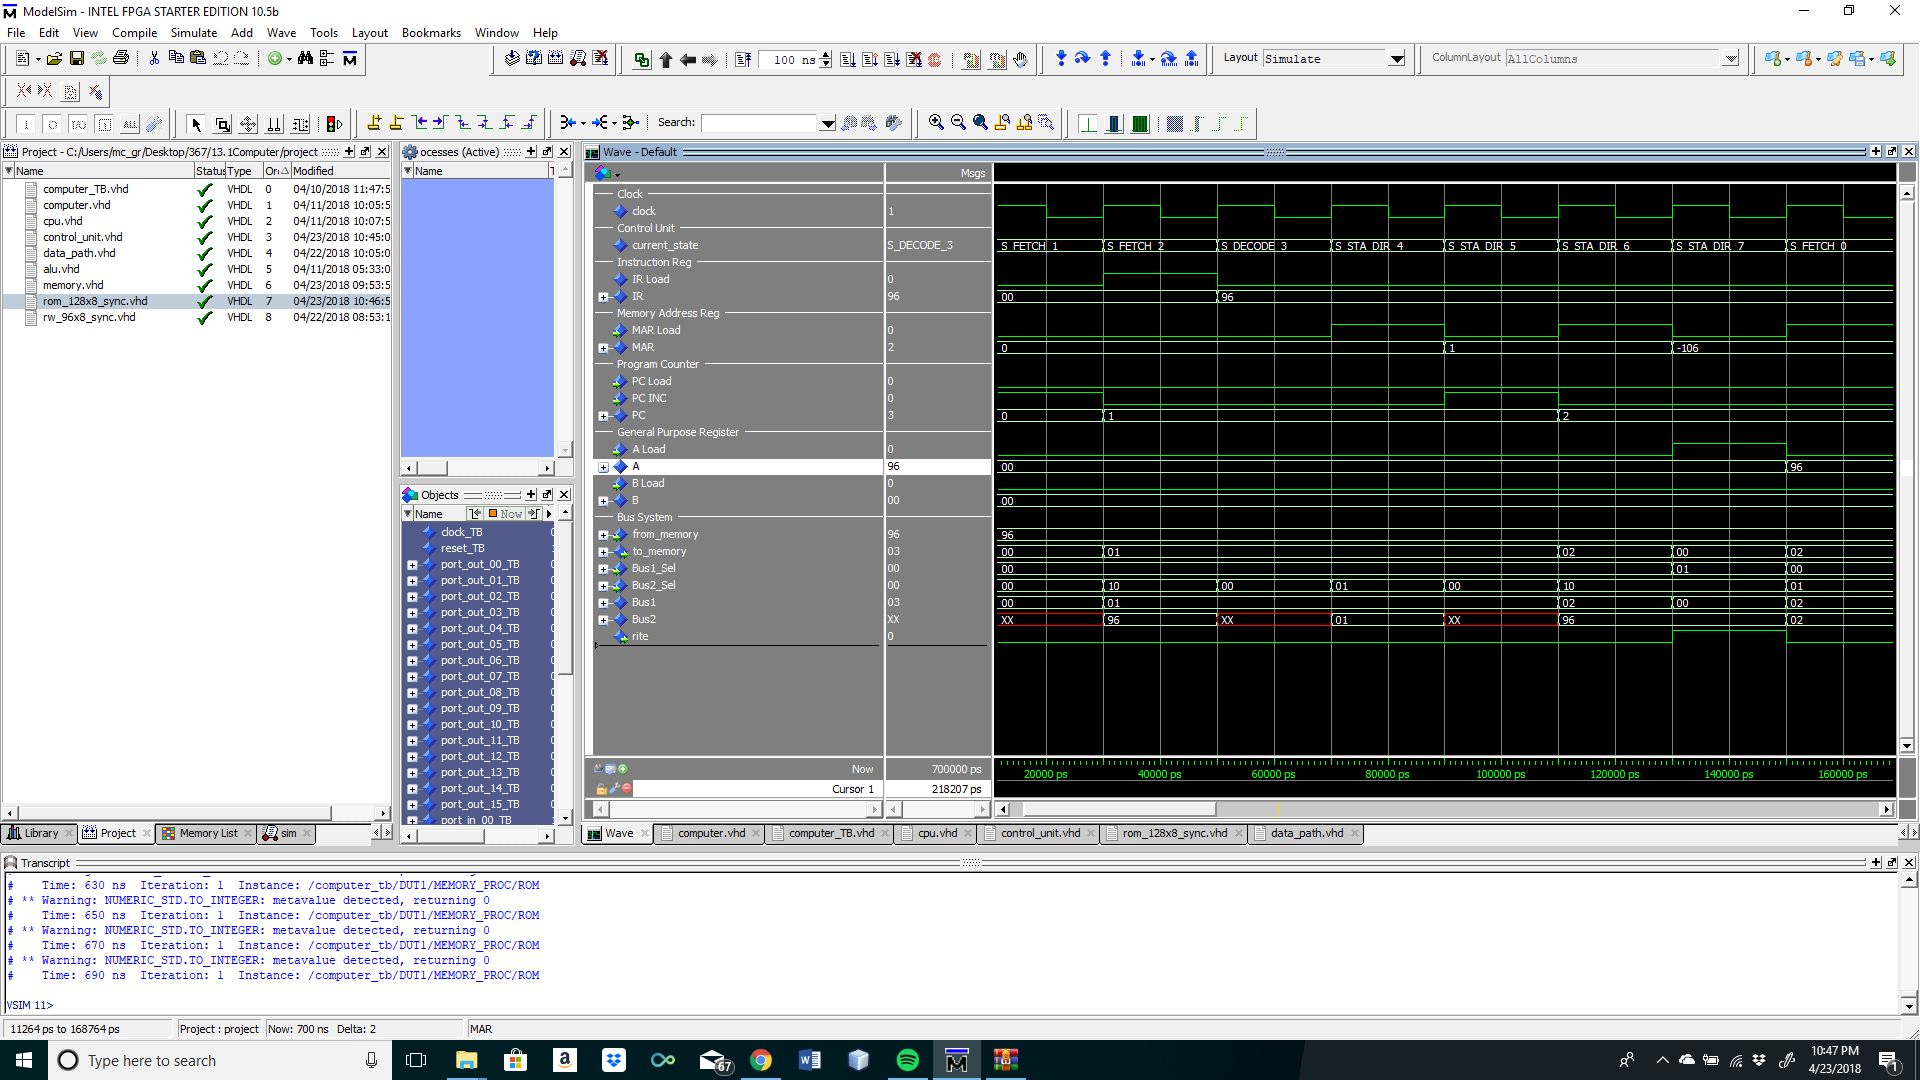 ModelSim - INTEL FPGA STARTER EDITION 10.5b
File Edit View Compile Simulate Add Wave Tools Layout Bookmarks Window Help
100 ns
Layout Simulate
ColumnLayout AllColumns
Search:
Project - C:/Users/mc_gr/Desktop/367/13.1Computer/project
Name Status Type Ord Modified
computer_TB.vhd VHDL 0 04/10/2018 11:47:5
computer.vhd VHDL 1 04/11/2018 10:05:5
cpu.vhd VHDL 2 04/11/2018 10:07:5
control_unit.vhd VHDL 3 04/23/2018 10:45:0
data_path.vhd VHDL 4 04/22/2018 10:05:0
alu.vhd VHDL 5 04/11/2018 05:33:0
memory.vhd VHDL 6 04/23/2018 09:53:5
rom_128x8_sync.vhd VHDL 7 04/23/2018 10:46:5
rw_96x8_sync.vhd VHDL 8 04/22/2018 08:53:1
Library Project Memory List sim
ocesses (Active)
Name
Objects
Name Now
clock_TB
reset_TB
port_out_00_TB
port_out_01_TB
port_out_02_TB
port_out_03_TB
port_out_04_TB
port_out_05_TB
port_out_06_TB
port_out_07_TB
port_out_08_TB
port_out_09_TB
port_out_10_TB
port_out_11_TB
port_out_12_TB
port_out_13_TB
port_out_14_TB
port_out_15_TB
port_in_00_TB
Wave - Default
Msgs
Clock
clock 1
Control Unit
current_state S_DECODE_3 S_FETCH_1 S_FETCH_2 S_DECODE_3 S_STA_DIR_4 S_STA_DIR_5 S_STA_DIR_6 S_STA_DIR_7 S_FETCH_0
Instruction Reg
IR Load 0
IR 96 00 96
Memory Address Reg
MAR Load 0
MAR 2 0 1 -106
Program Counter
PC Load 0
PC INC 0
PC 3 0 1 2
General Purpose Register
A Load 0
A 96 00 96
B Load 0
B 00 00
Bus System
from_memory 96 96
to_memory 03 00 01 02 00 02
Bus1_Sel 00 00 01 00
Bus2_Sel 00 00 10 00 01 00 10 01
Bus1 03 00 01 02 00 02
Bus2 XX XX 96 XX 01 XX 96 02
rite 0
Now 700000 ps
20000 ps 40000 ps 60000 ps 80000 ps 100000 ps 120000 ps 140000 ps 160000 ps
Cursor 1 218207 ps
Wave computer.vhd computer_TB.vhd cpu.vhd control_unit.vhd rom_128x8_sync.vhd data_path.vhd
Transcript
# Time: 630 ns Iteration: 1 Instance: /computer_tb/DUT1/MEMORY_PROC/ROM
# ** Warning: NUMERIC_STD.TO_INTEGER: metavalue detected, returning 0
# Time: 650 ns Iteration: 1 Instance: /computer_tb/DUT1/MEMORY_PROC/ROM
# ** Warning: NUMERIC_STD.TO_INTEGER: metavalue detected, returning 0
# Time: 670 ns Iteration: 1 Instance: /computer_tb/DUT1/MEMORY_PROC/ROM
# ** Warning: NUMERIC_STD.TO_INTEGER: metavalue detected, returning 0
# Time: 690 ns Iteration: 1 Instance: /computer_tb/DUT1/MEMORY_PROC/ROM
VSIM 11>
11264 ps to 168764 ps Project : project Now: 700 ns Delta: 2 MAR
Type here to search
67
10:47 PM
4/23/2018
1